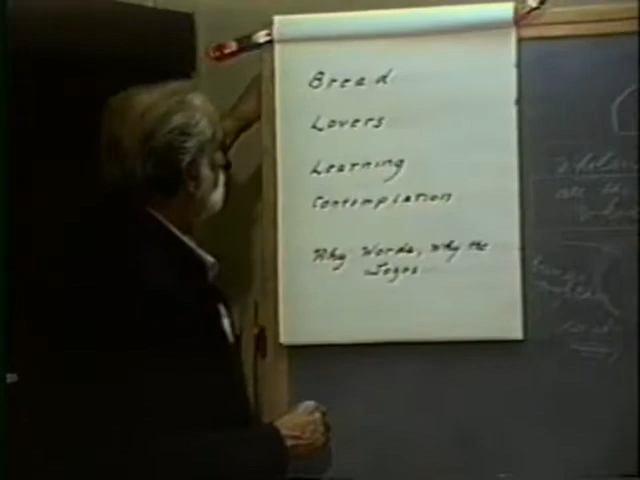 Bread
Lovers
Learning
Contemplation
Why Words, Why the
Logos